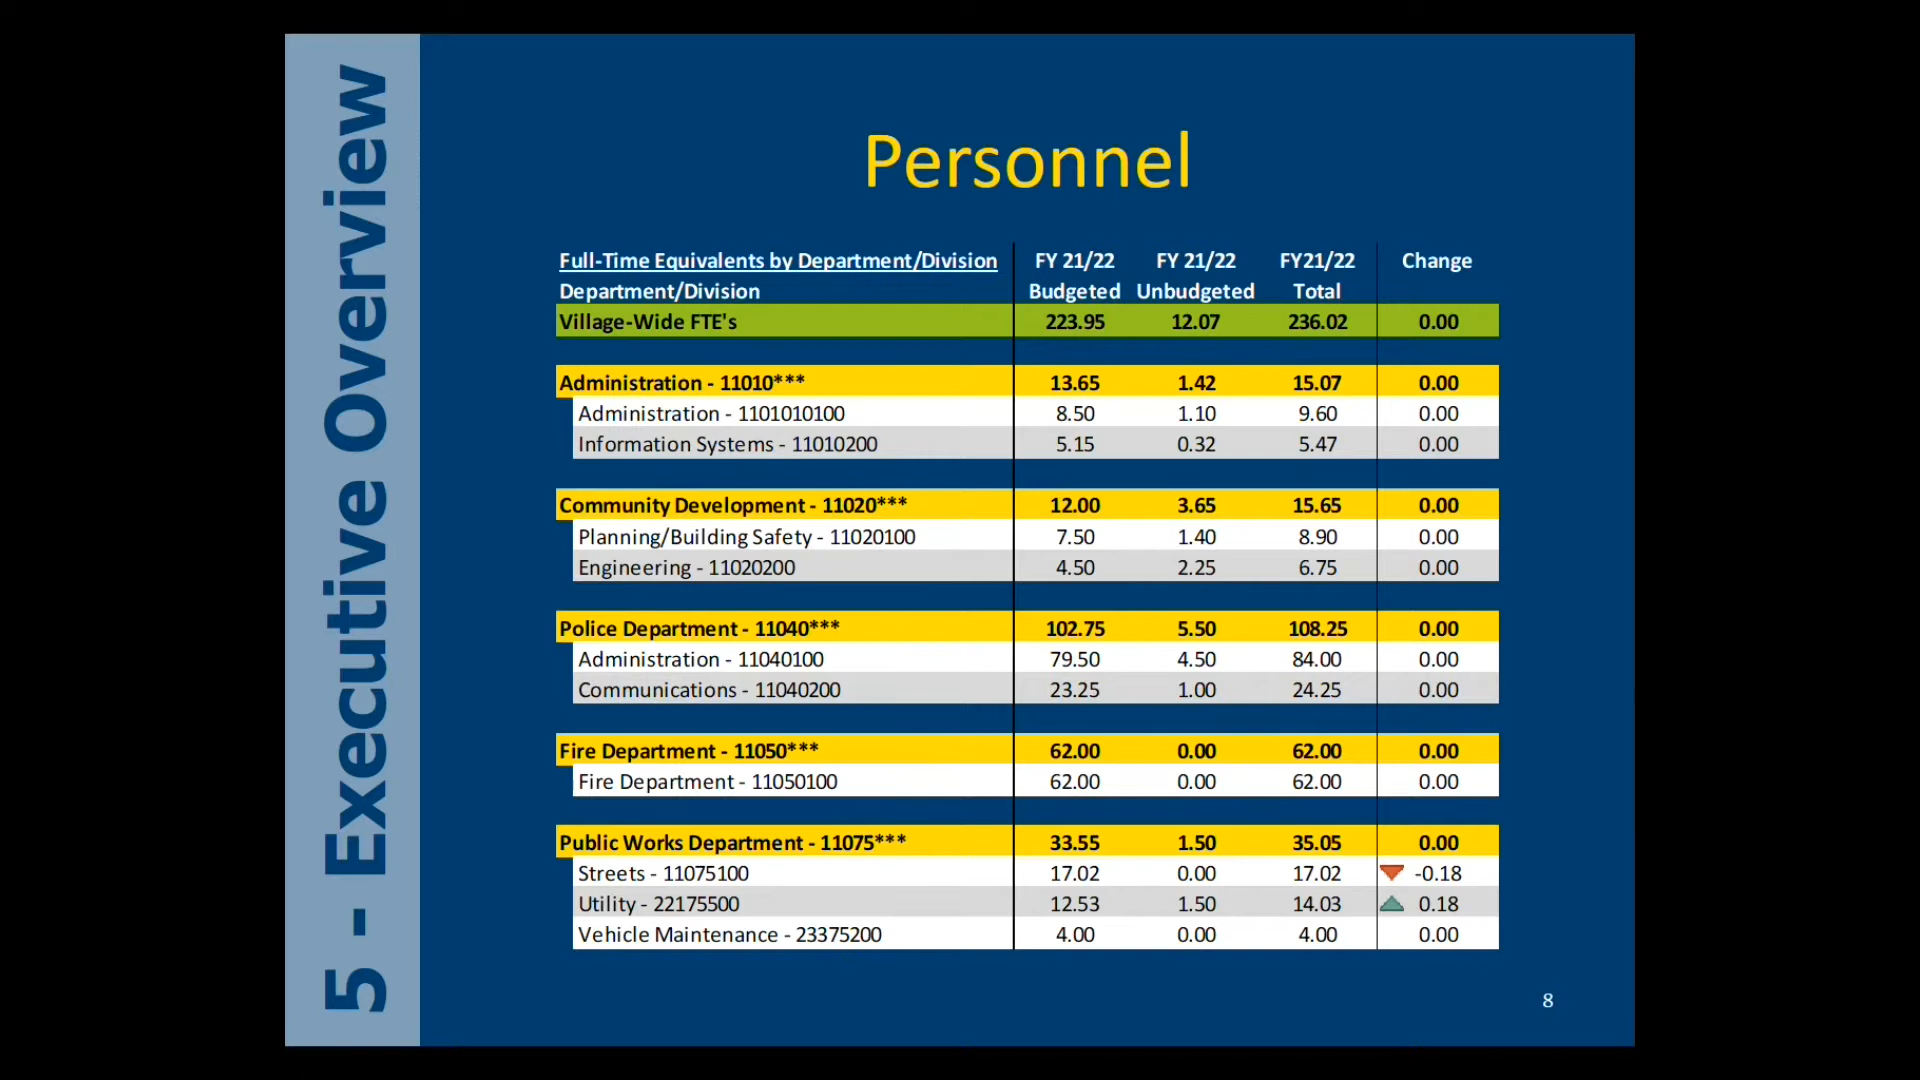 5 - Executive Overview
Personnel
Full-Time Equivalents by Department/Division FY 21/22 FY 21/22 FY21/22 Change
Department/Division Budgeted Unbudgeted Total
Village-Wide FTE's 223.95 12.07 236.02 0.00
Administration - 11010*** 13.65 1.42 15.07 0.00
Administration - 1101010100 8.50 1.10 9.60 0.00
Information Systems - 11010200 5.15 0.32 5.47 0.00
Community Development - 11020*** 12.00 3.65 15.65 0.00
Planning/Building Safety - 11020100 7.50 1.40 8.90 0.00
Engineering - 11020200 4.50 2.25 6.75 0.00
Police Department - 11040*** 102.75 5.50 108.25 0.00
Administration - 11040100 79.50 4.50 84.00 0.00
Communications - 11040200 23.25 1.00 24.25 0.00
Fire Department - 11050*** 62.00 0.00 62.00 0.00
Fire Department - 11050100 62.00 0.00 62.00 0.00
Public Works Department - 11075*** 33.55 1.50 35.05 0.00
Streets - 11075100 17.02 0.00 17.02 -0.18
Utility - 22175500 12.53 1.50 14.03 0.18
Vehicle Maintenance - 23375200 4.00 0.00 4.00 0.00
8